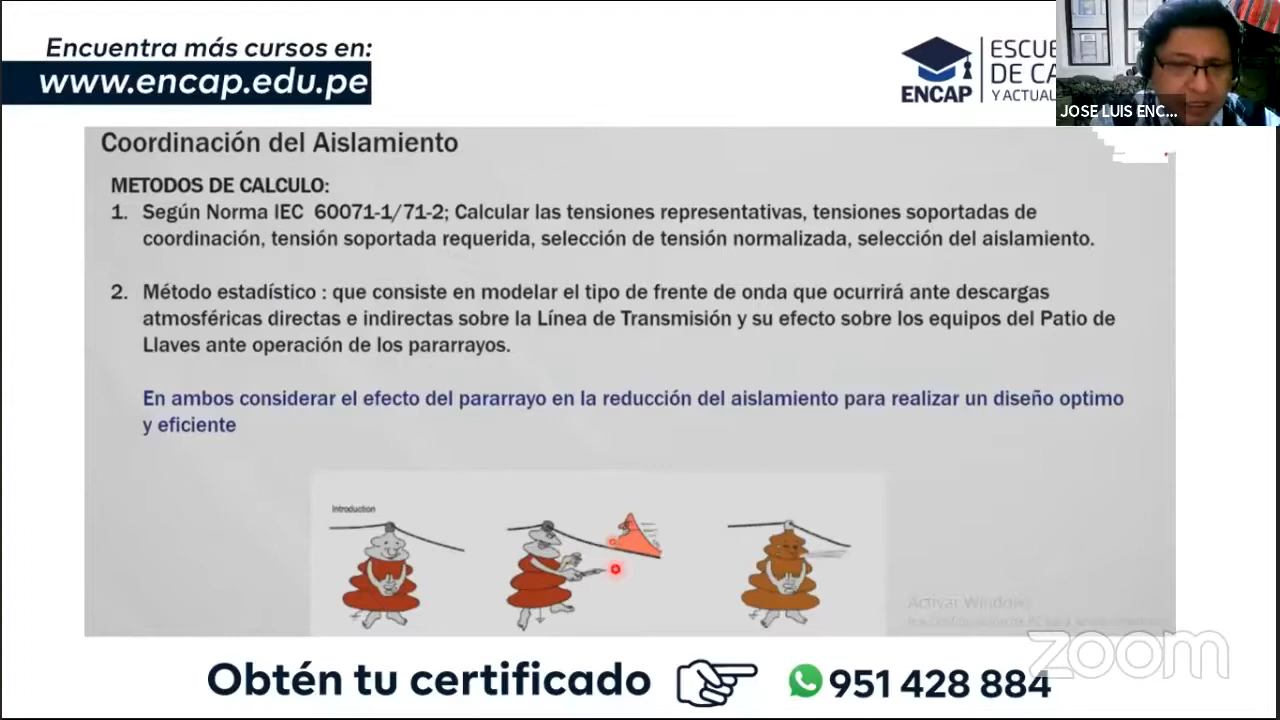 Encuentra más cursos en:
www.encap.edu.pe
ENCAP
ESCUE
DE CA
Y ACTUAL
JOSE LUIS ENC...
Coordinación del Aislamiento
METODOS DE CALCULO:
1. Según Norma IEC 60071-1/71-2; Calcular las tensiones representativas, tensiones soportadas de
coordinación, tensión soportada requerida, selección de tensión normalizada, selección del aislamiento.
2. Método estadístico : que consiste en modelar el tipo de frente de onda que ocurrirá ante descargas
atmosféricas directas e indirectas sobre la Línea de Transmisión y su efecto sobre los equipos del Patio de
Llaves ante operación de los pararrayos.
En ambos considerar el efecto del pararrayo en la reducción del aislamiento para realizar un diseño optimo
y eficiente
Introduction
Activar Windows
zoom
Obtén tu certificado
951 428 884